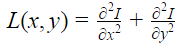 L(x, y) = ∂²I/∂x² + ∂²I/∂y²